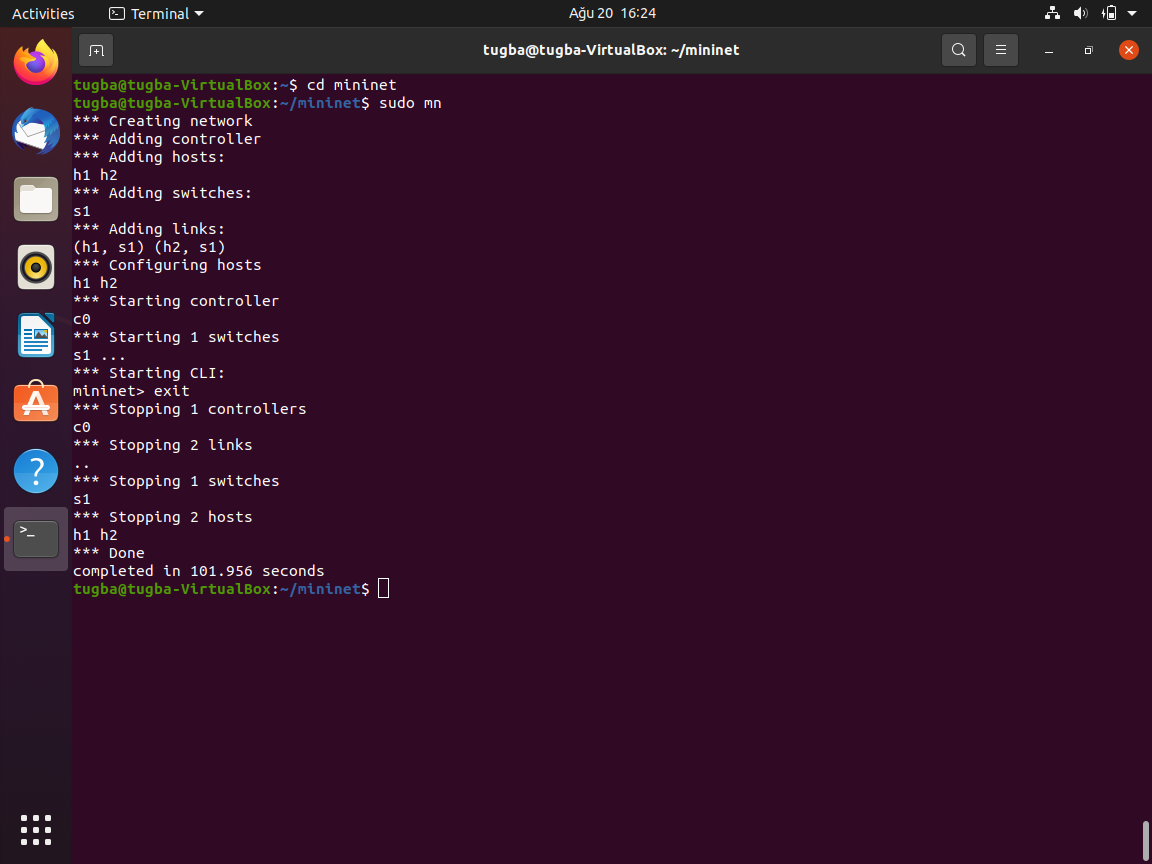 Activities
Terminal
Ağu 20 16:24
tugba@tugba-VirtualBox: ~/mininet
tugba@tugba-VirtualBox:~$ cd mininet
tugba@tugba-VirtualBox:~/mininet$ sudo mn
*** Creating network
*** Adding controller
*** Adding hosts:
h1 h2
*** Adding switches:
s1
*** Adding links:
(h1, s1) (h2, s1)
*** Configuring hosts
h1 h2
*** Starting controller
c0
*** Starting 1 switches
s1 ...
*** Starting CLI:
mininet> exit
*** Stopping 1 controllers
c0
*** Stopping 2 links
..
*** Stopping 1 switches
s1
*** Stopping 2 hosts
h1 h2
*** Done
completed in 101.956 seconds
tugba@tugba-VirtualBox:~/mininet$